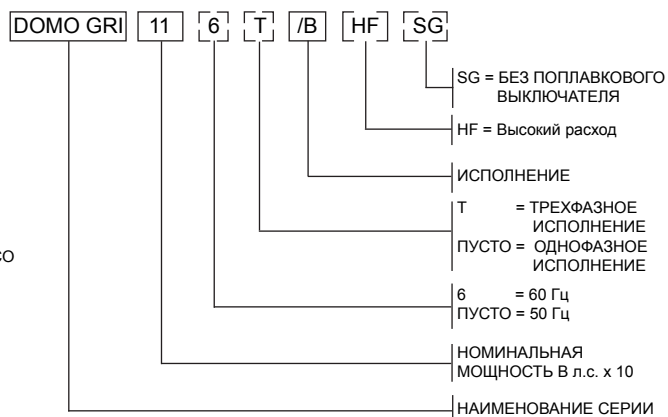 DOMO GRI 11 6 T /B HF SG
SG = БЕЗ ПОПЛАВКОВОГО
ВЫКЛЮЧАТЕЛЯ
HF = Высокий расход
ИСПОЛНЕНИЕ
T = ТРЕХФАЗНОЕ
ИСПОЛНЕНИЕ
ПУСТО = ОДНОФАЗНОЕ
ИСПОЛНЕНИЕ
СО
6 = 60 Гц
ПУСТО = 50 Гц
НОМИНАЛЬНАЯ
МОЩНОСТЬ В л.с. x 10
НАИМЕНОВАНИЕ СЕРИИ